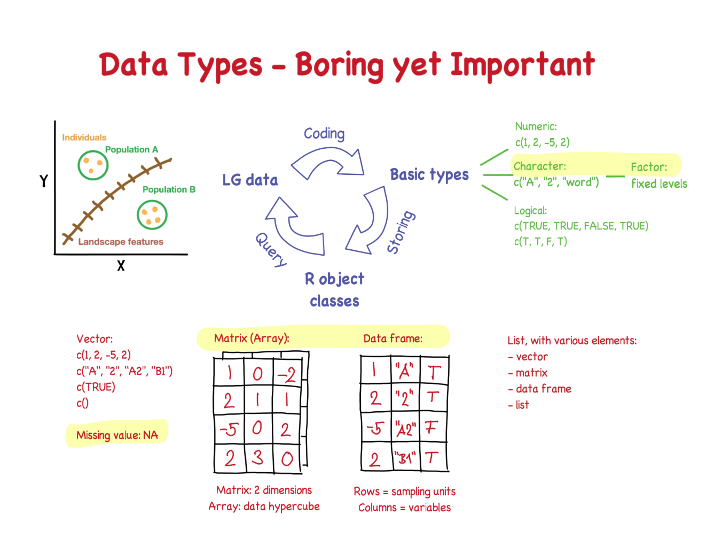 Data Types – Boring yet Important
Individuals
Population A
Y
Population B
Landscape features
X
Coding
LG data
Basic types
Storing
Query
R object
classes
Numeric:
c(1, 2, -5, 2)
Character:
c("A", "2", "word")
Factor:
fixed levels
Logical:
c(TRUE, TRUE, FALSE, TRUE)
c(T, T, F, T)
Vector:
c(1, 2, -5, 2)
c("A", "2", "A2", "B1")
c(TRUE)
c()
Missing value: NA
Matrix (Array):
1 0 -2
2 1 1
-5 0 2
2 3 0
Matrix: 2 dimensions
Array: data hypercube
Data frame:
1 "A" T
2 "2" T
-5 "A2" F
2 "B1" T
Rows = sampling units
Columns = variables
List, with various elements:
- vector
- matrix
- data frame
- list